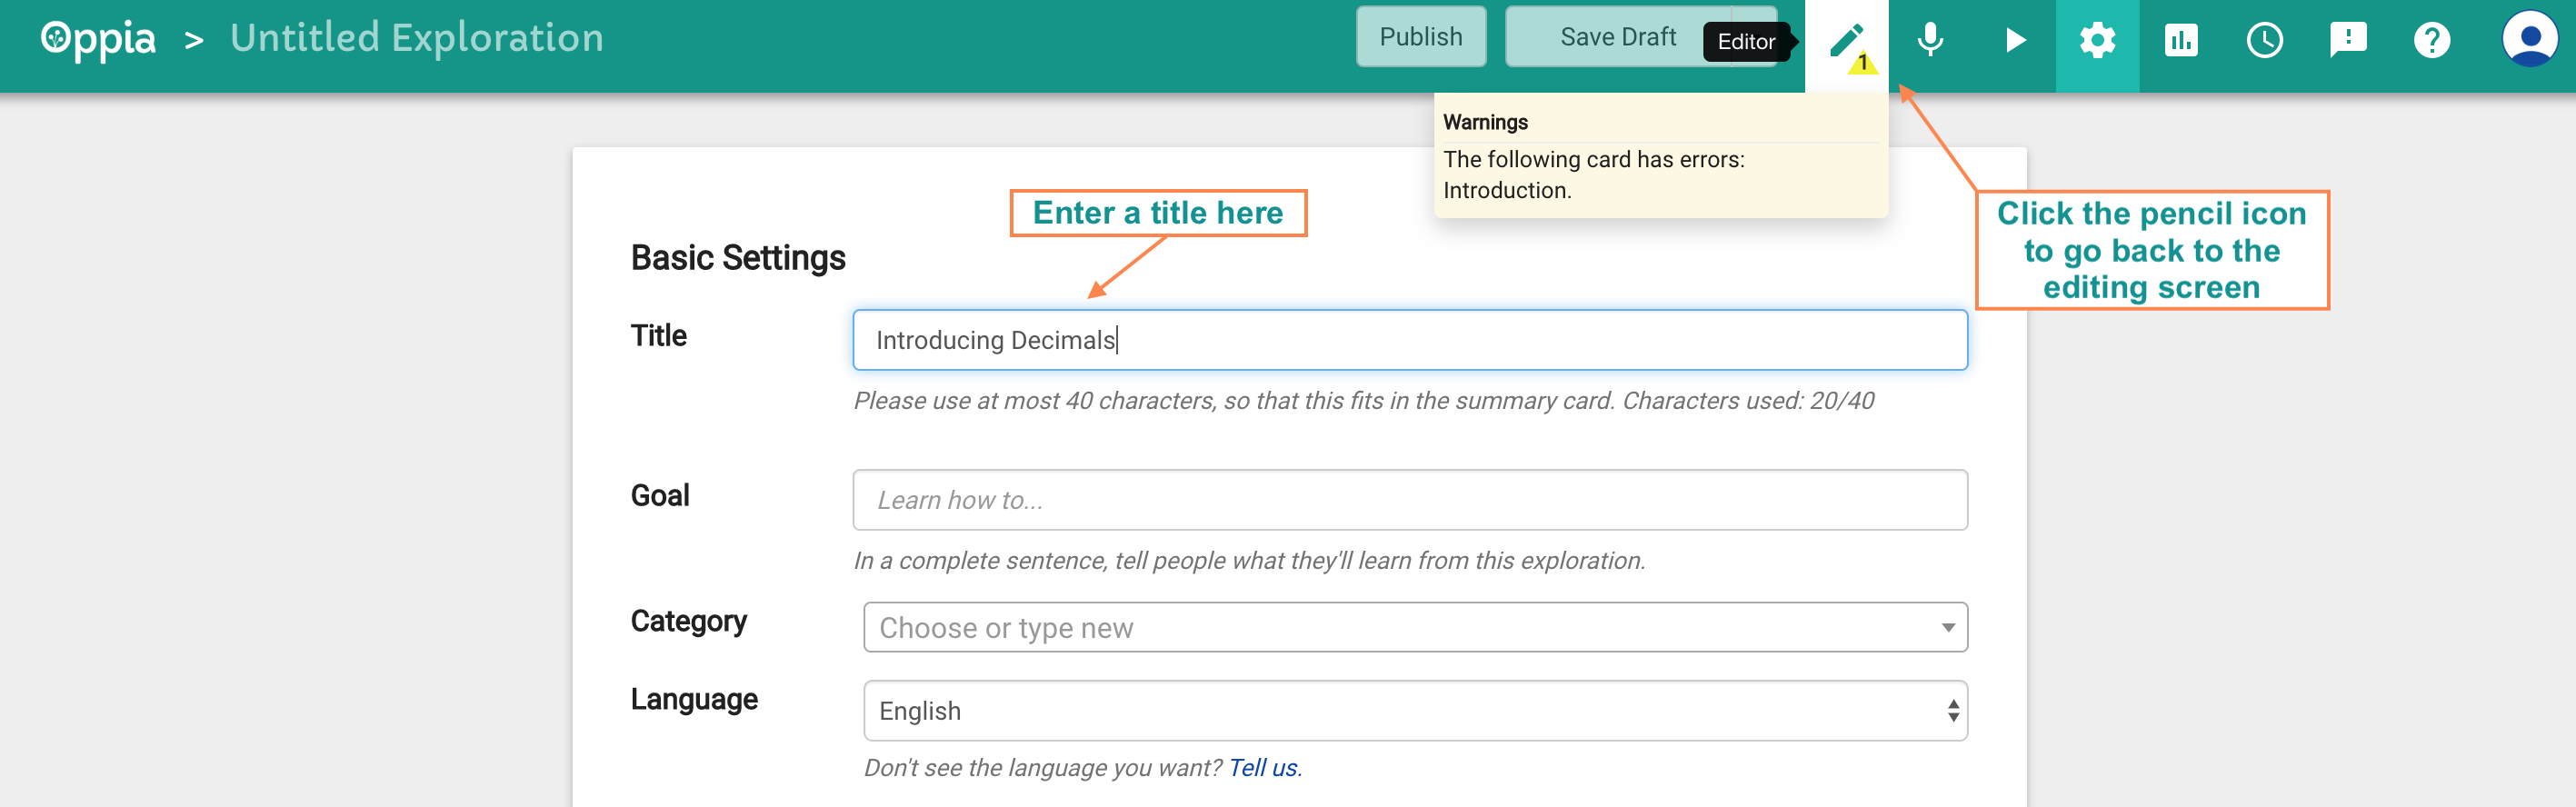 Oppia > Untitled Exploration
Publish
Save Draft
Editor
1
Warnings
The following card has errors:
Introduction.
Enter a title here
Click the pencil icon
to go back to the
editing screen
Basic Settings
Title
Introducing Decimals
Please use at most 40 characters, so that this fits in the summary card. Characters used: 20/40
Goal
Learn how to...
In a complete sentence, tell people what they'll learn from this exploration.
Category
Choose or type new
Language
English
Don't see the language you want? Tell us.